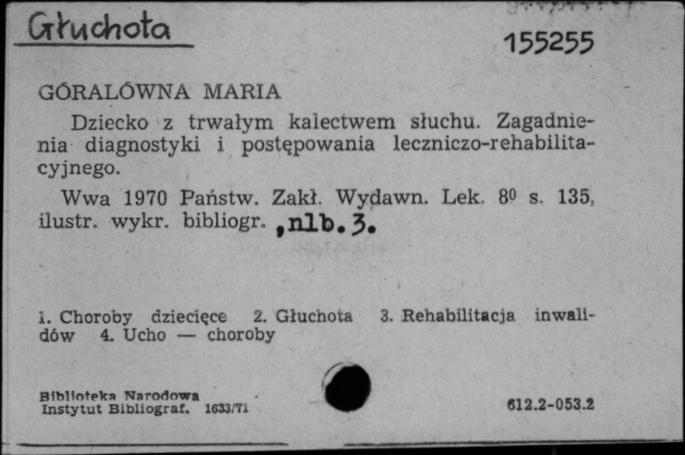 Głuchota
155255
GÓRALÓWNA MARIA
Dziecko z trwałym kalectwem słuchu. Zagadnie-
nia diagnostyki i postępowania leczniczo-rehabilita-
cyjnego.
Wwa 1970 Państw. Zakł. Wydawn. Lek. 8⁰ s. 135,
ilustr. wykr. bibliogr. ,nlb.3.
1. Choroby dziecięce 2. Głuchota 3. Rehabilitacja inwali-
dów 4. Ucho — choroby
Biblioteka Narodowa
Instytut Bibliograf. 1633/71
612.2-053.2